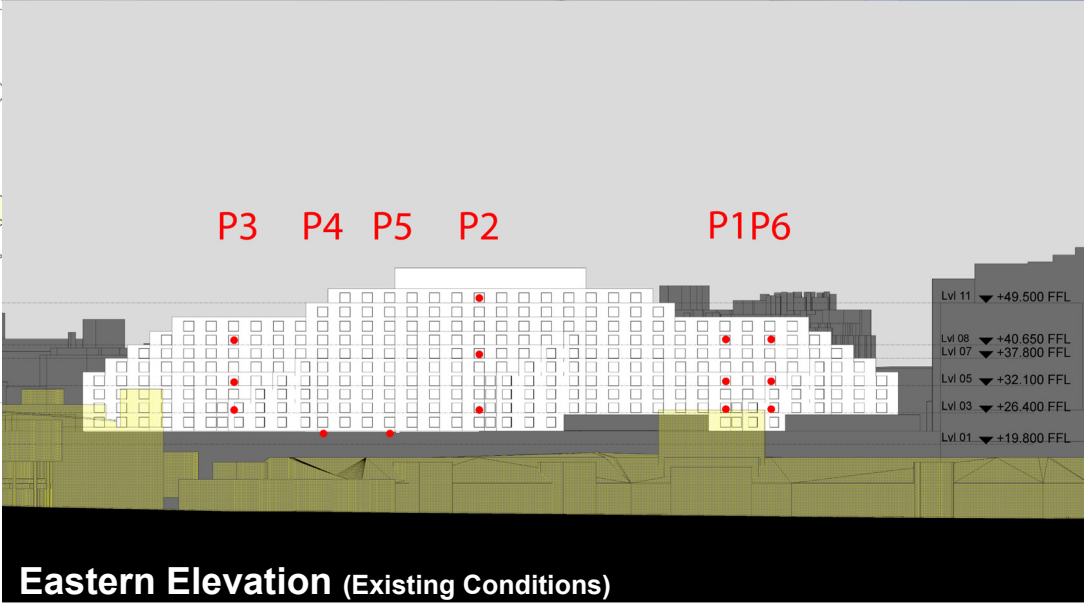 P3 P4 P5 P2 P1 P6
Lvl 11 +49.500 FFL
Lvl 08 +40.650 FFL
Lvl 07 +37.800 FFL
Lvl 05 +32.100 FFL
Lvl 03 +26.400 FFL
Lvl 01 +19.800 FFL
Eastern Elevation (Existing Conditions)